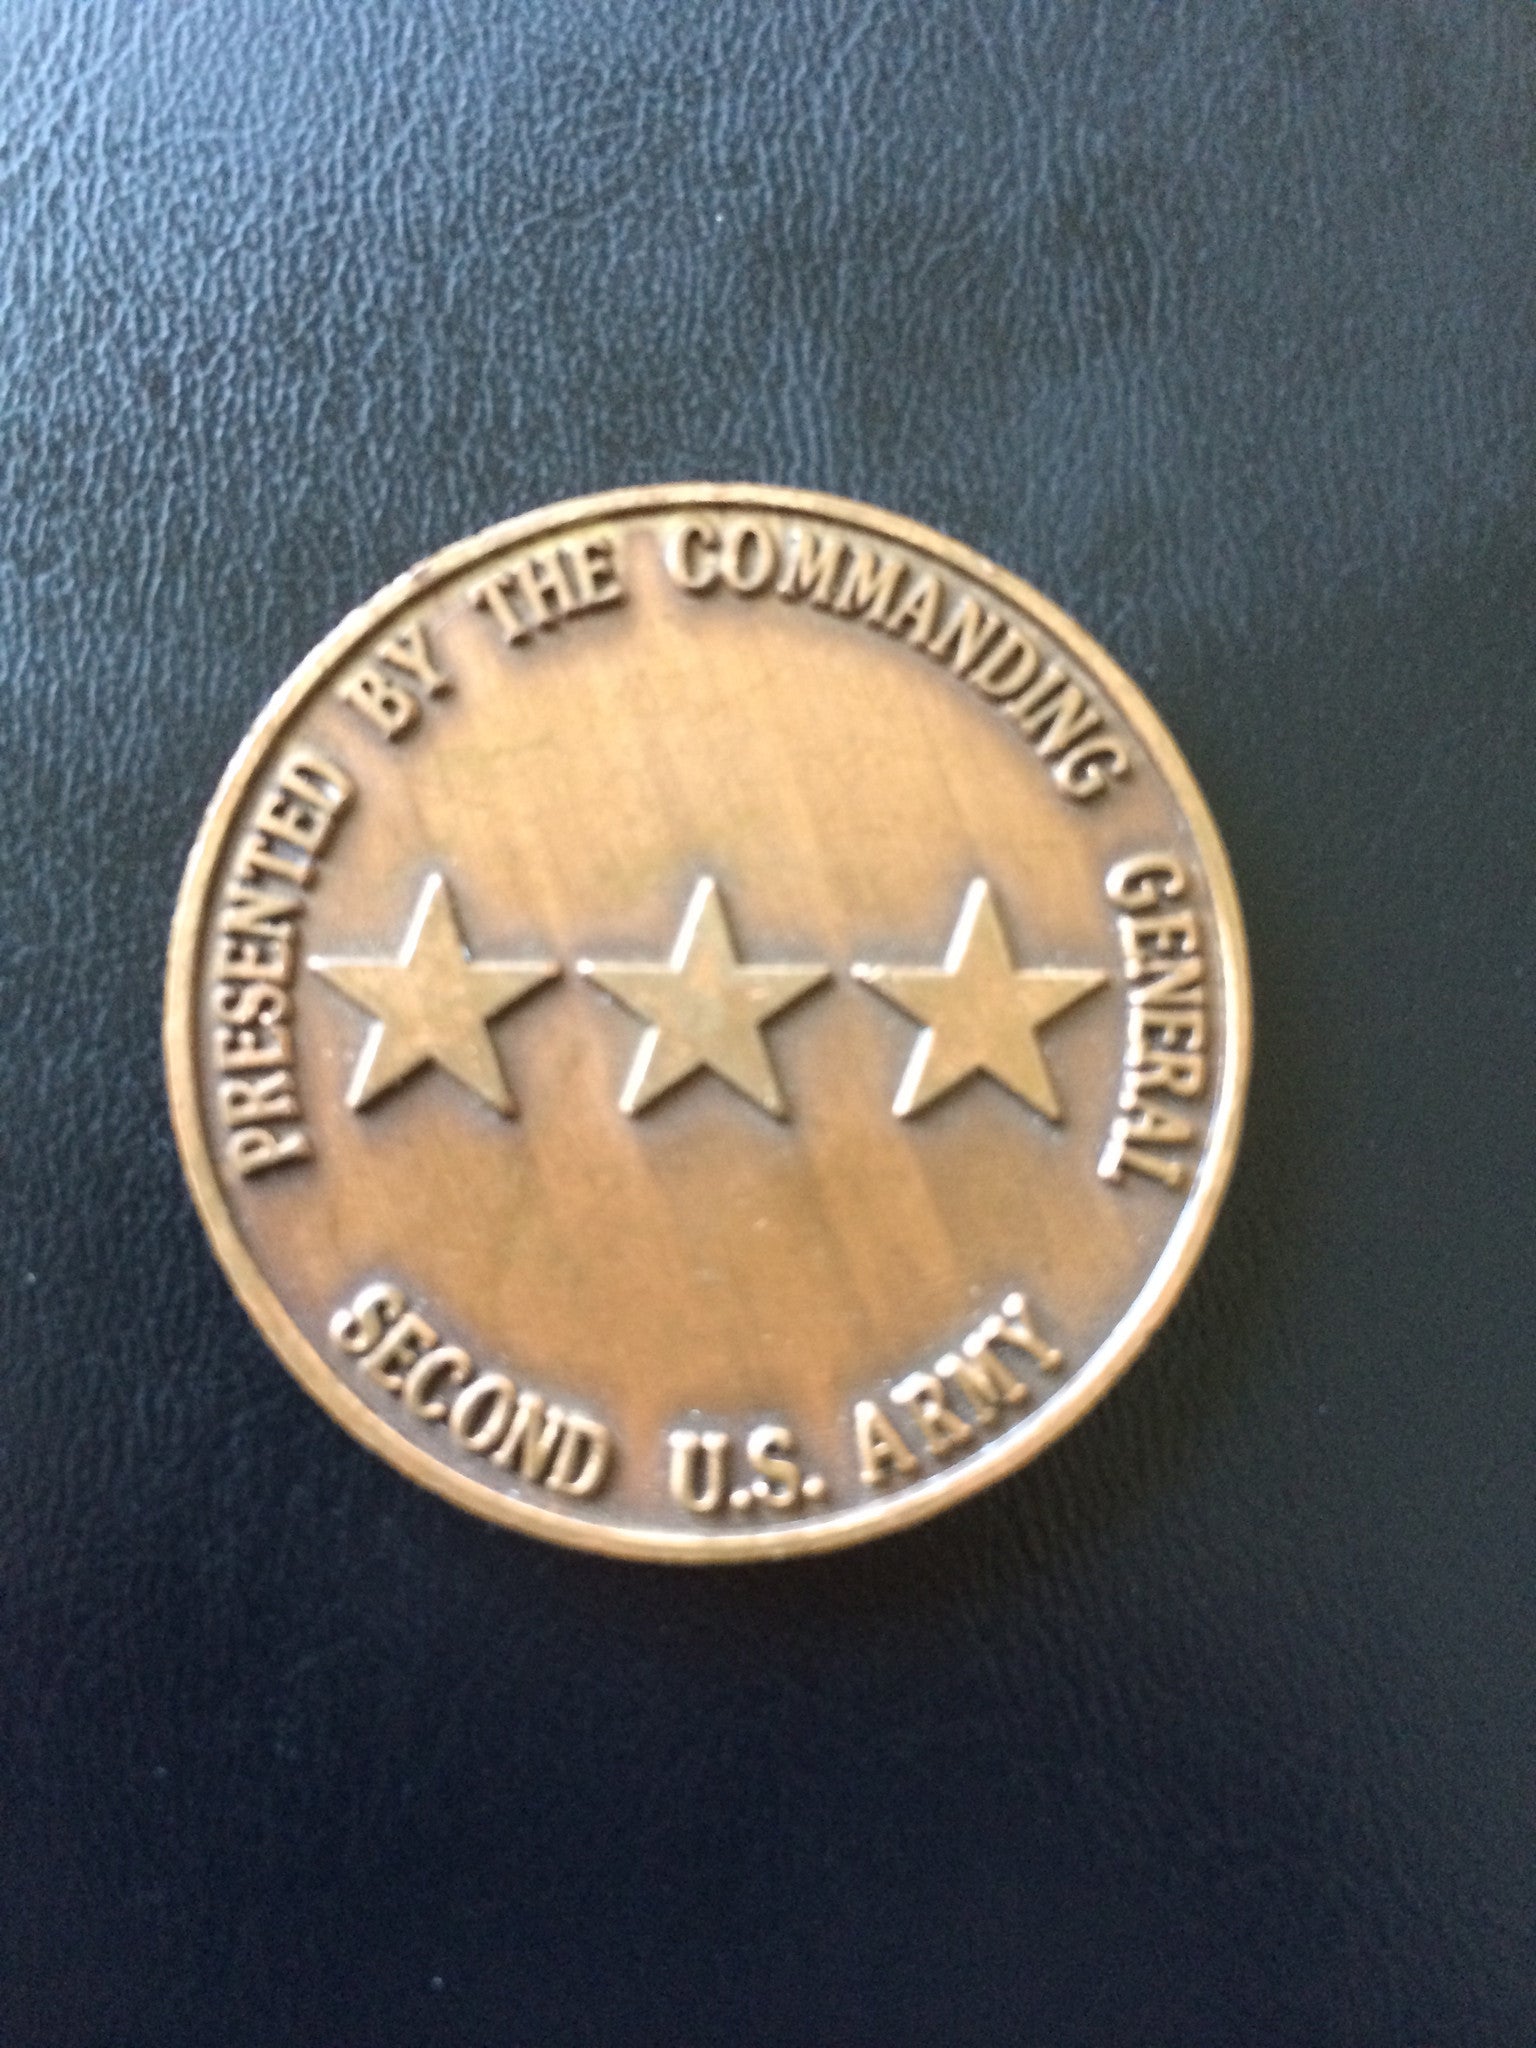 PRESENTED BY THE COMMANDING GENERAL
SECOND U.S. ARMY